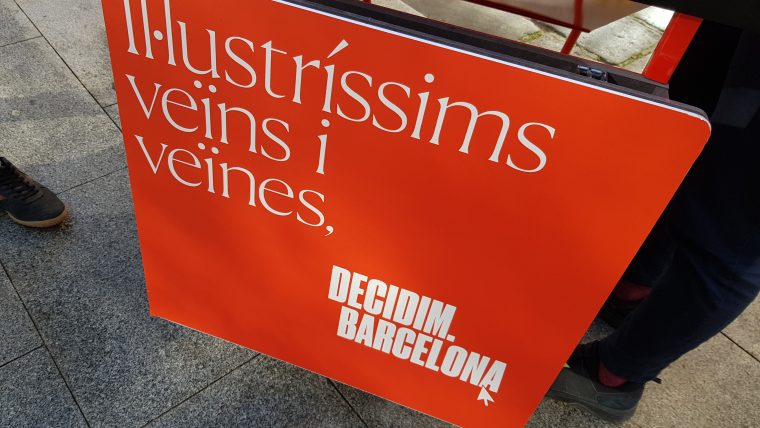 Il·lustríssims
veïns i
veïnes,
DECIDIM.
BARCELONA